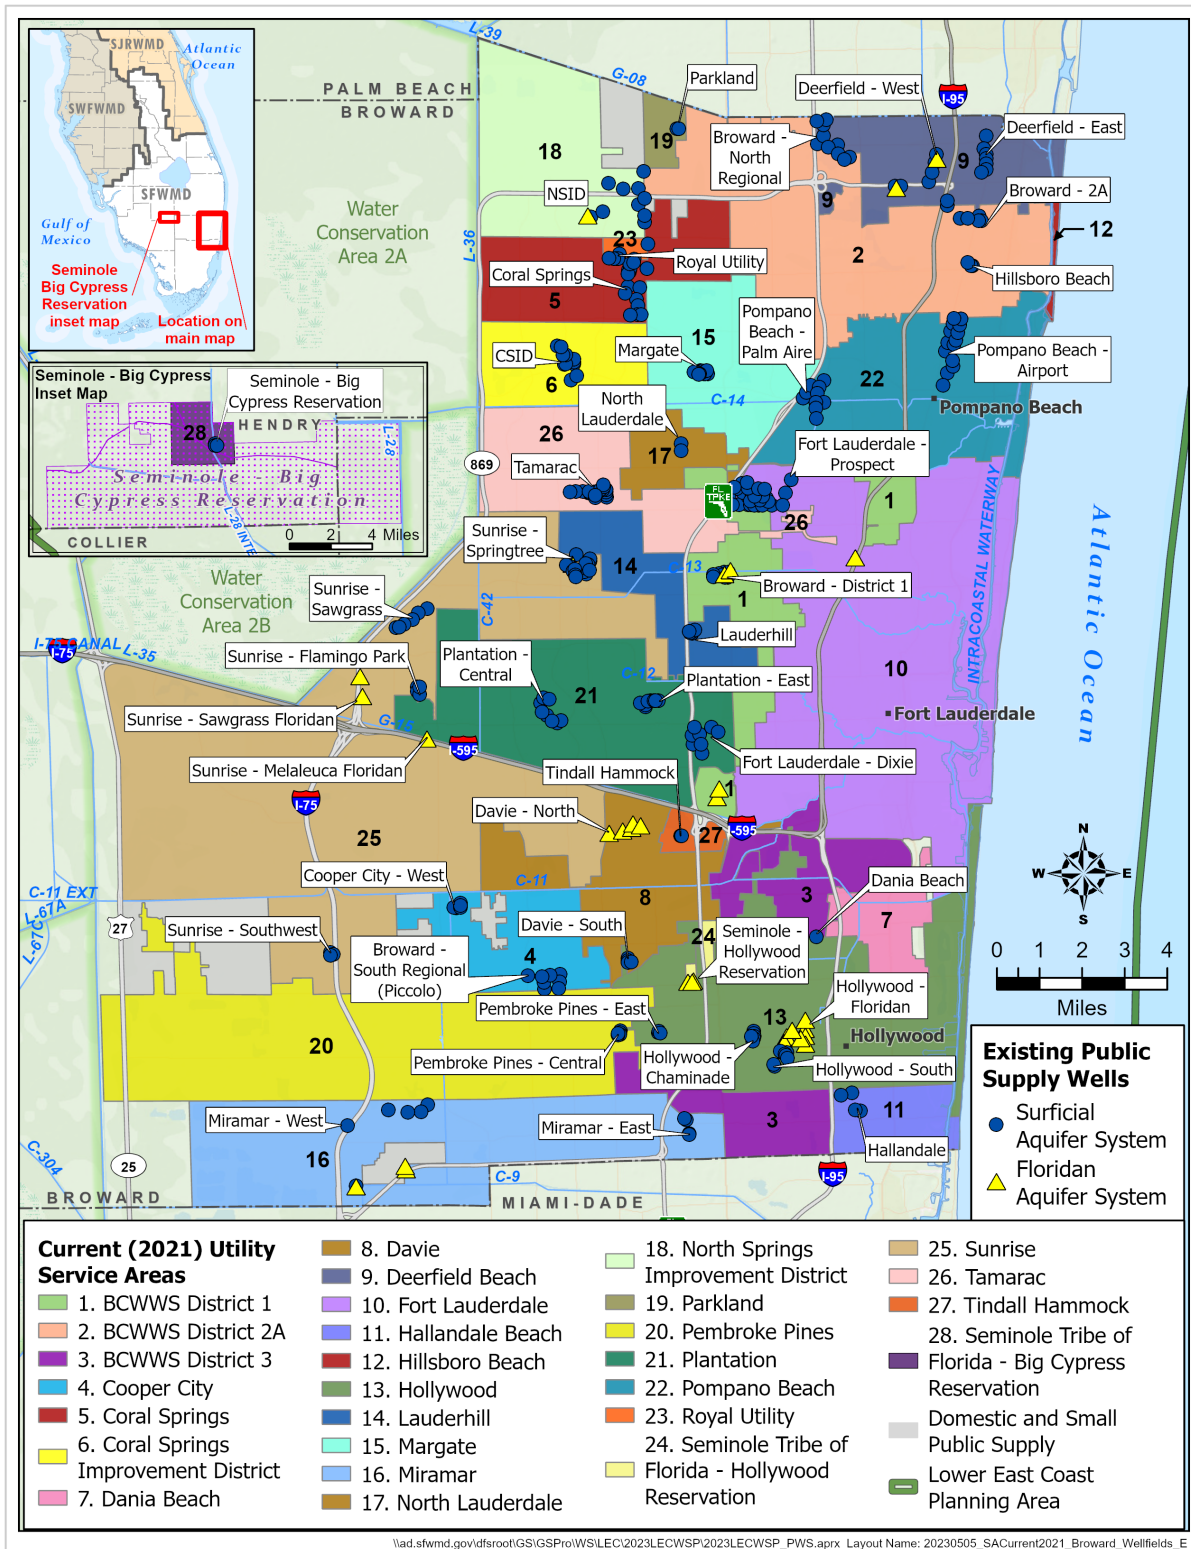 SJRWMD
Atlantic
Ocean
SWFWMD
SFWMD
Gulf of
Mexico
Seminole
Big Cypress
Reservation
inset map
Location on
main map
L-39
G-08
PALM BEACH
BROWARD
Parkland
Deerfield - West
I-95
Deerfield - East
Broward -
North
Regional
19
18
9
9
NSID
Broward - 2A
12
Water
Conservation
Area 2A
L-36
23
Royal Utility
2
Coral Springs
Hillsboro Beach
5
Pompano
Beach -
Palm Aire
15
CSID
Margate
Pompano Beach -
Airport
6
22
Seminole - Big Cypress
Inset Map
Seminole - Big
Cypress Reservation
28
HENDRY
L-28
Seminole - Big
Cypress Reservation
L-28 INTE
COLLIER
0 2 4 Miles
North
Lauderdale
C-14
Pompano Beach
26
869
17
Fort Lauderdale -
Prospect
Tamarac
FL
TPKE
1
26
Sunrise -
Springtree
14
C-13
Broward - District 1
1
Water
Conservation
Area 2B
Sunrise -
Sawgrass
C-42
Lauderhill
INTRACOASTAL WATERWAY
Atlantic Ocean
I-75 CANAL
I-75
L-35
Sunrise - Flamingo Park
Plantation -
Central
C-12
Plantation - East
10
21
Sunrise - Sawgrass Floridan
G-15
Fort Lauderdale
I-595
Sunrise - Melaleuca Floridan
Tindall Hammock
Fort Lauderdale - Dixie
1
I-75
Davie - North
27
I-595
25
N
W E
S
Cooper City - West
C-11
Dania Beach
C-11 EXT
L-67A
L-67C
27
8
3
7
Sunrise - Southwest
Davie - South
24
Seminole -
Hollywood
Reservation
Broward -
South Regional
(Piccolo)
4
0 1 2 3 4
Miles
Hollywood -
Floridan
Pembroke Pines - East
13
20
Hollywood
Pembroke Pines - Central
Hollywood -
Chaminade
Hollywood - South
Existing Public
Supply Wells
Surficial
Aquifer System
Floridan
Aquifer System
Miramar - West
Miramar - East
3
11
Hallandale
16
C-304
25
C-9
I-95
BROWARD
MIAMI-DADE
Current (2021) Utility
Service Areas
1. BCWWS District 1
2. BCWWS District 2A
3. BCWWS District 3
4. Cooper City
5. Coral Springs
6. Coral Springs
Improvement District
7. Dania Beach
8. Davie
9. Deerfield Beach
10. Fort Lauderdale
11. Hallandale Beach
12. Hillsboro Beach
13. Hollywood
14. Lauderhill
15. Margate
16. Miramar
17. North Lauderdale
18. North Springs
Improvement District
19. Parkland
20. Pembroke Pines
21. Plantation
22. Pompano Beach
23. Royal Utility
24. Seminole Tribe of
Florida - Hollywood
Reservation
25. Sunrise
26. Tamarac
27. Tindall Hammock
28. Seminole Tribe of
Florida - Big Cypress
Reservation
Domestic and Small
Public Supply
Lower East Coast
Planning Area
\\ad.sfwmd.gov\dfsroot\GS\GSPro\WS\LEC\2023LECWSP\2023LECWSP_PWS.aprx Layout Name: 20230505_SACurrent2021_Broward_Wellfields_E